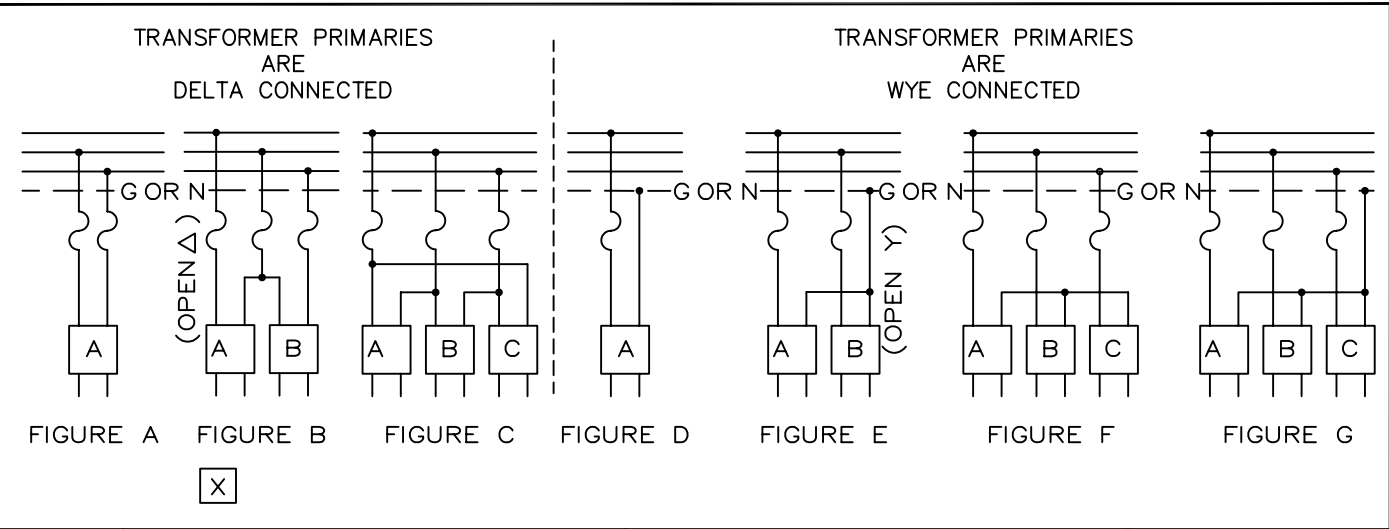 TRANSFORMER PRIMARIES
ARE
DELTA CONNECTED
TRANSFORMER PRIMARIES
ARE
WYE CONNECTED
G OR N
G OR N
G OR N
G OR N
(OPEN Δ)
(OPEN Y)
A
A B
A B C
A
A B
A B C
A B C
FIGURE A
FIGURE B
FIGURE C
FIGURE D
FIGURE E
FIGURE F
FIGURE G
X